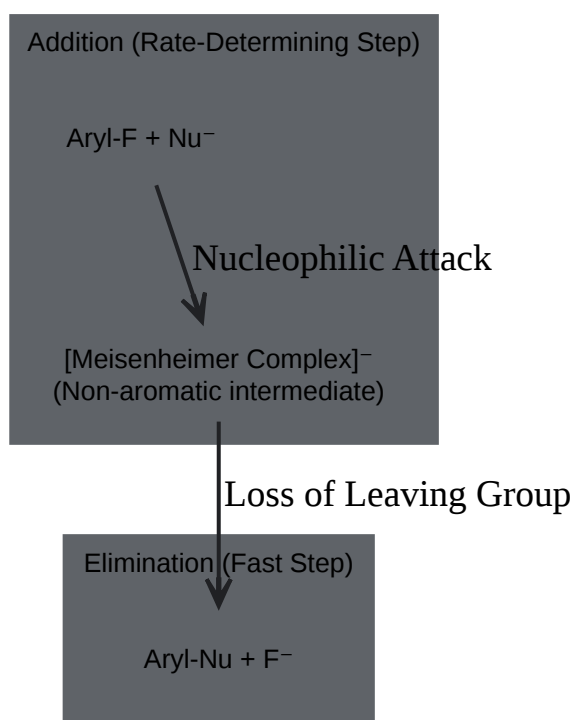 Addition (Rate-Determining Step)
Aryl-F + Nu⁻
Nucleophilic Attack
[Meisenheimer Complex]⁻
(Non-aromatic intermediate)
Loss of Leaving Group
Elimination (Fast Step)
Aryl-Nu + F⁻